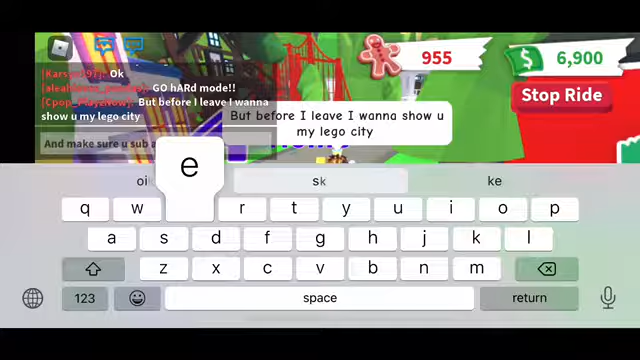 955
6,900
Stop Ride
Ok
GO hARd mode!!
But before I leave I wanna
show u my lego city
But before I leave I wanna show u
my lego city
And make sure u sub a
e
oi
sk
ke
q w r t y u i o p
a s d f g h j k l
z x c v b n m
123
space
return